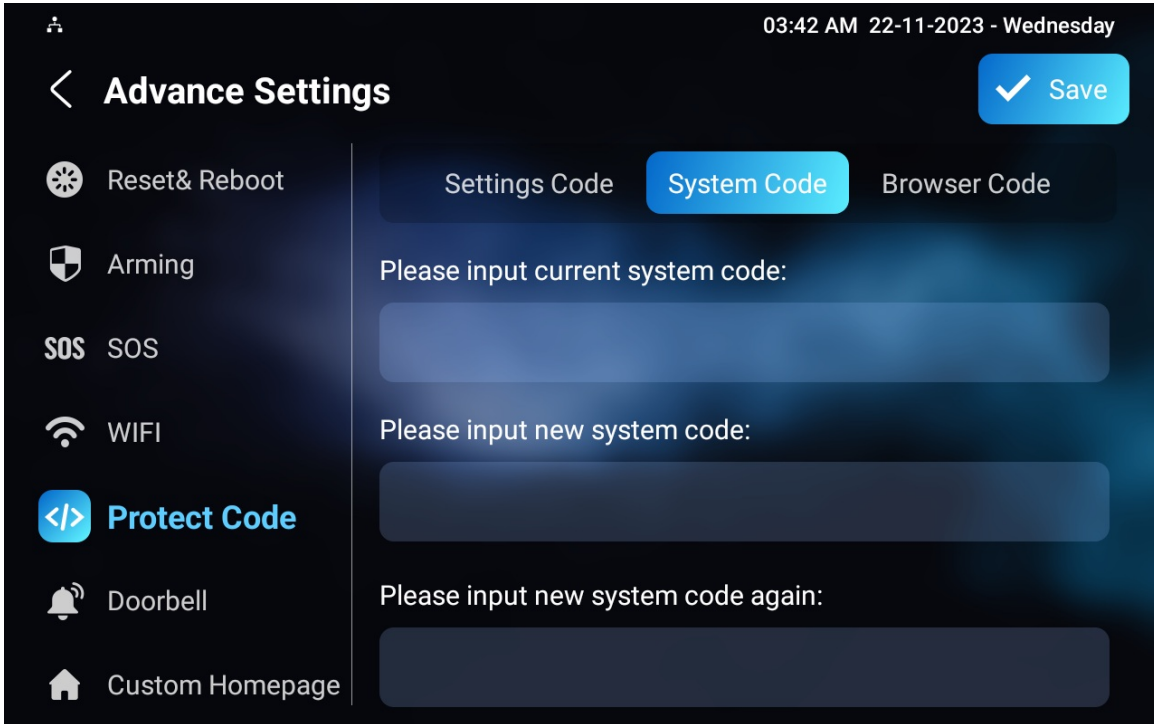 03:42 AM 22-11-2023 - Wednesday
Advance Settings
Save
Reset& Reboot
Arming
SOS SOS
WIFI
Protect Code
Doorbell
Custom Homepage
Settings Code System Code Browser Code
Please input current system code:
Please input new system code:
Please input new system code again: